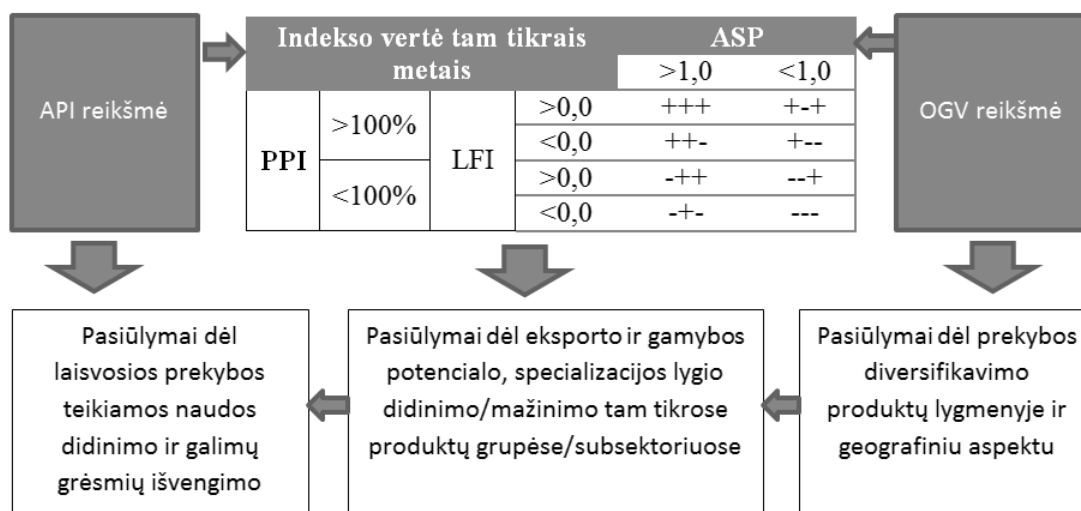 API reikšmė
Indekso vertė tam tikrais
metais
ASP
>1,0 <1,0
PPI >100% LFI >0,0 +++ +-+
<0,0 ++- +--
<100% >0,0 -++ --+
<0,0 -+- ---
OGV reikšmė
Pasiūlymai dėl
laisvosios prekybos
teikiamos naudos
didinimo ir galimų
grėsmių išvengimo
Pasiūlymai dėl eksporto ir gamybos
potencialo, specializacijos lygio
didinimo/mažinimo tam tikrose
produktų grupėse/subsektoriuose
Pasiūlymai dėl prekybos
diversifikavimo
produktų lygmenyje ir
geografiniu aspektu